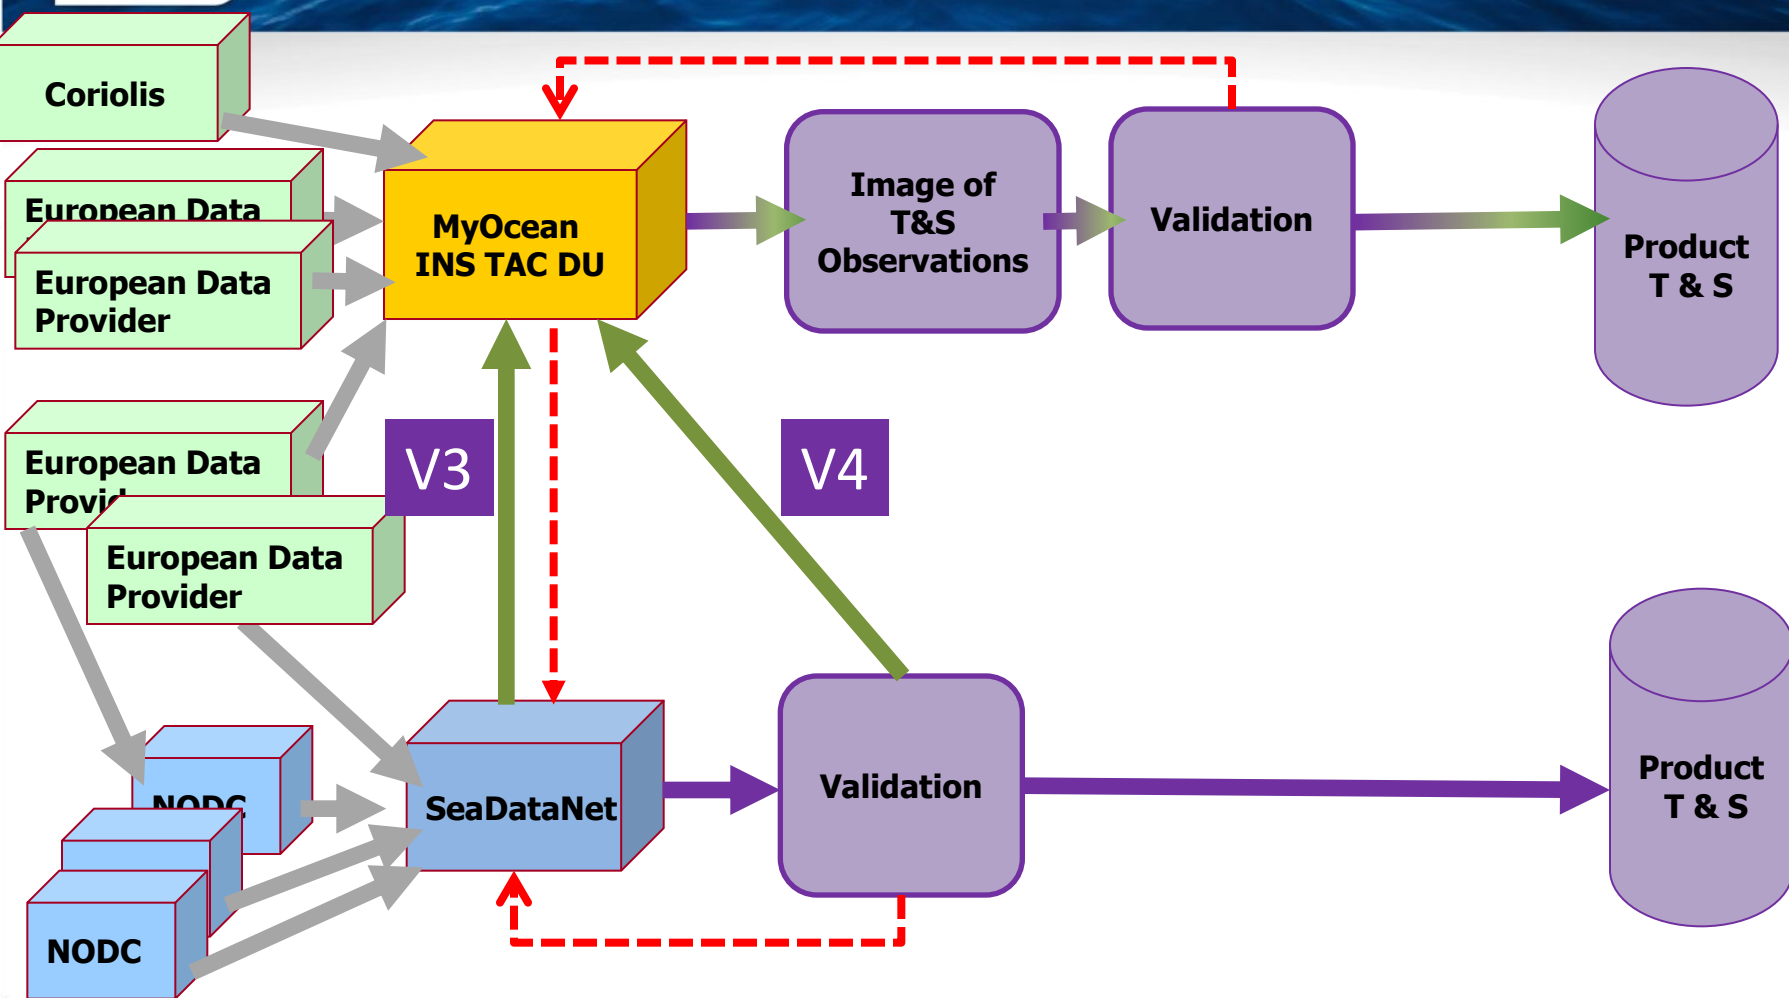 Coriolis
European Data
European Data
Provider
MyOcean
INS TAC DU
Image of
T&S
Observations
Validation
Product
T & S
V3
V4
European Data
European Data
Provider
NODC
NODC
SeaDataNet
Validation
Product
T & S